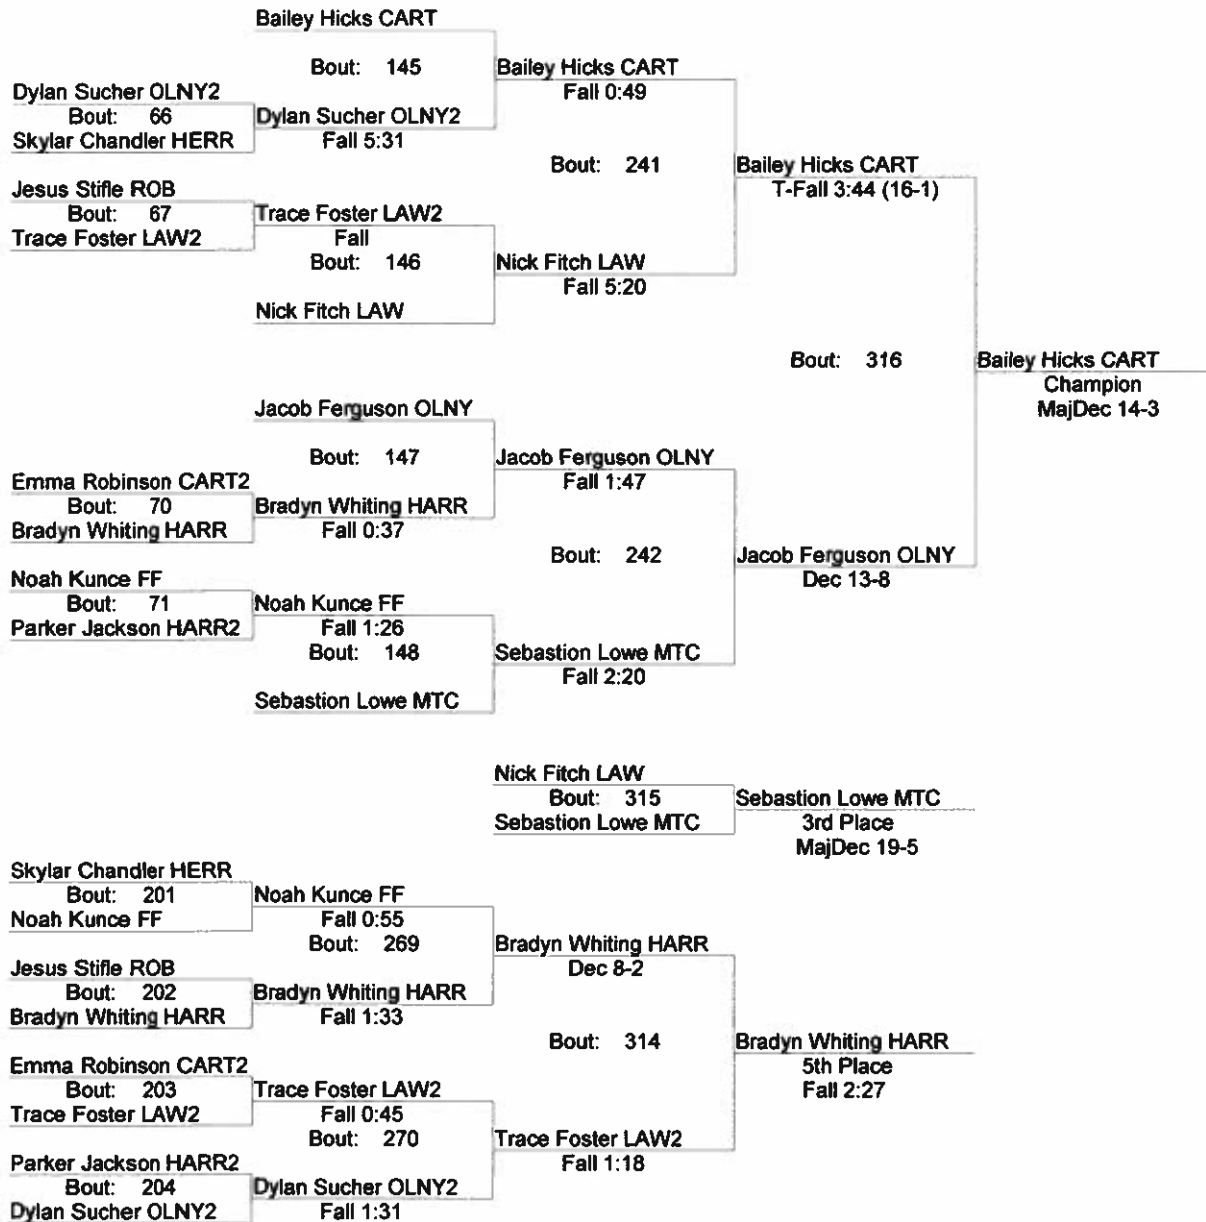 Bailey Hicks CART
Bout: 145
Bailey Hicks CART
Fall 0:49
Dylan Sucher OLNY2
Bout: 66
Skylar Chandler HERR
Dylan Sucher OLNY2
Fall 5:31
Bout: 241
Bailey Hicks CART
T-Fall 3:44 (16-1)
Jesus Stifle ROB
Bout: 67
Trace Foster LAW2
Trace Foster LAW2
Fall
Bout: 146
Nick Fitch LAW
Fall 5:20
Nick Fitch LAW
Bout: 316
Bailey Hicks CART
Champion
MajDec 14-3
Jacob Ferguson OLNY
Bout: 147
Jacob Ferguson OLNY
Fall 1:47
Emma Robinson CART2
Bout: 70
Bradyn Whiting HARR
Bradyn Whiting HARR
Fall 0:37
Bout: 242
Jacob Ferguson OLNY
Dec 13-8
Noah Kunce FF
Bout: 71
Parker Jackson HARR2
Noah Kunce FF
Fall 1:26
Bout: 148
Sebastion Lowe MTC
Fall 2:20
Sebastion Lowe MTC
Nick Fitch LAW
Bout: 315
Sebastion Lowe MTC
Sebastion Lowe MTC
3rd Place
MajDec 19-5
Skylar Chandler HERR
Bout: 201
Noah Kunce FF
Noah Kunce FF
Fall 0:55
Bout: 269
Bradyn Whiting HARR
Dec 8-2
Jesus Stifle ROB
Bout: 202
Bradyn Whiting HARR
Bradyn Whiting HARR
Fall 1:33
Bout: 314
Bradyn Whiting HARR
5th Place
Fall 2:27
Emma Robinson CART2
Bout: 203
Trace Foster LAW2
Trace Foster LAW2
Fall 0:45
Bout: 270
Trace Foster LAW2
Fall 1:18
Parker Jackson HARR2
Bout: 204
Dylan Sucher OLNY2
Dylan Sucher OLNY2
Fall 1:31